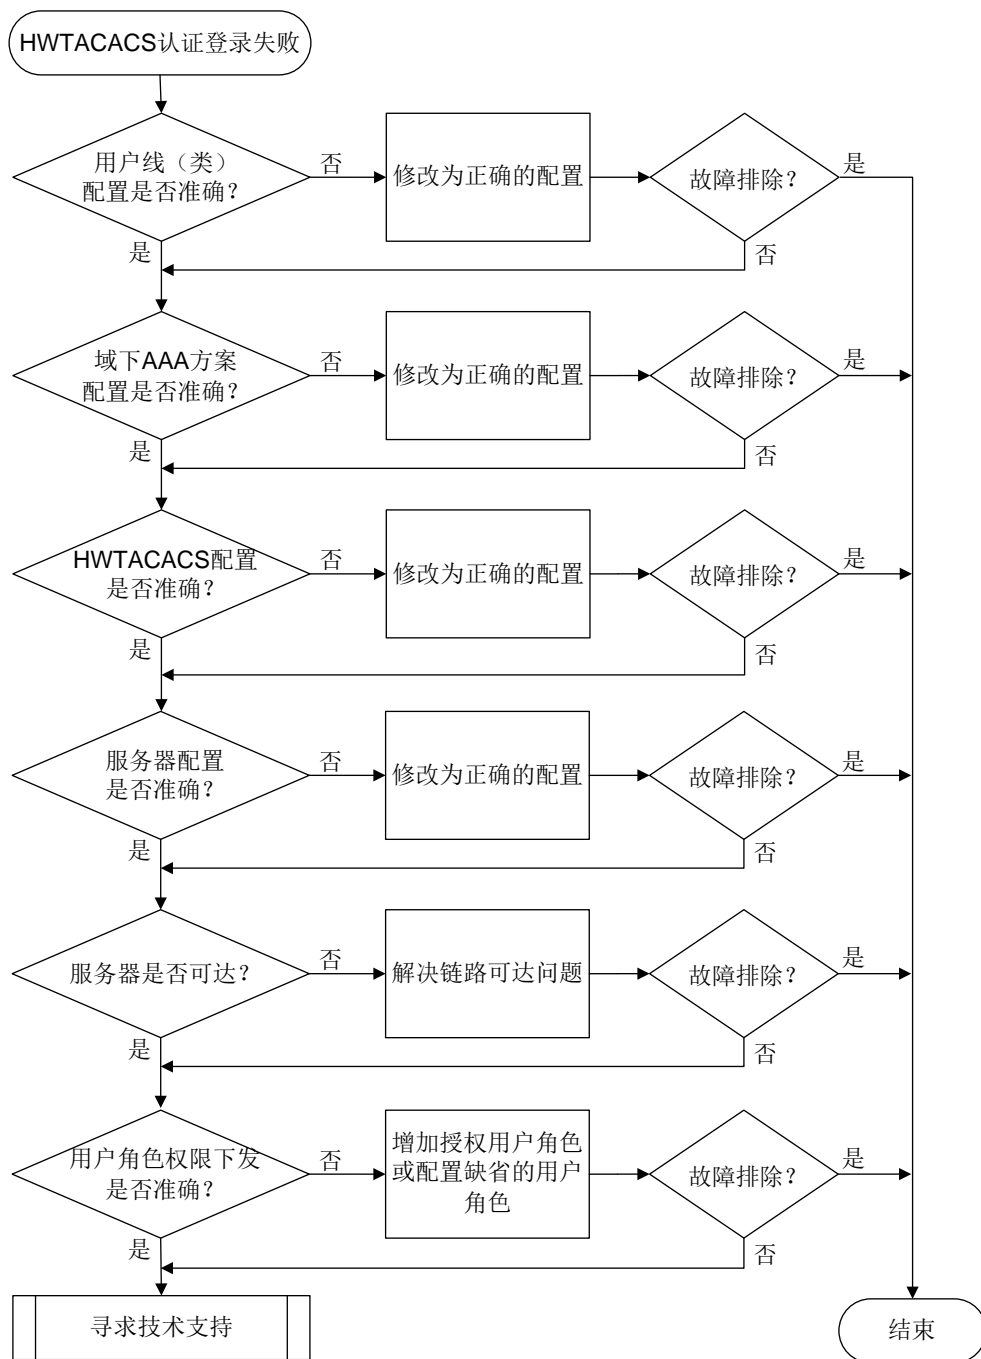 HWTACACS认证登录失败
用户线（类）
配置是否准确？
否
修改为正确的配置
故障排除？
是
是
否
域下AAA方案
配置是否准确？
否
修改为正确的配置
故障排除？
是
是
否
HWTACACS配置
是否准确？
否
修改为正确的配置
故障排除？
是
是
否
服务器配置
是否准确？
否
修改为正确的配置
故障排除？
是
是
否
服务器是否可达？
否
解决链路可达问题
故障排除？
是
是
否
用户角色权限下发
是否准确？
否
增加授权用户角色
或配置缺省的用户
角色
故障排除？
是
是
否
寻求技术支持
结束